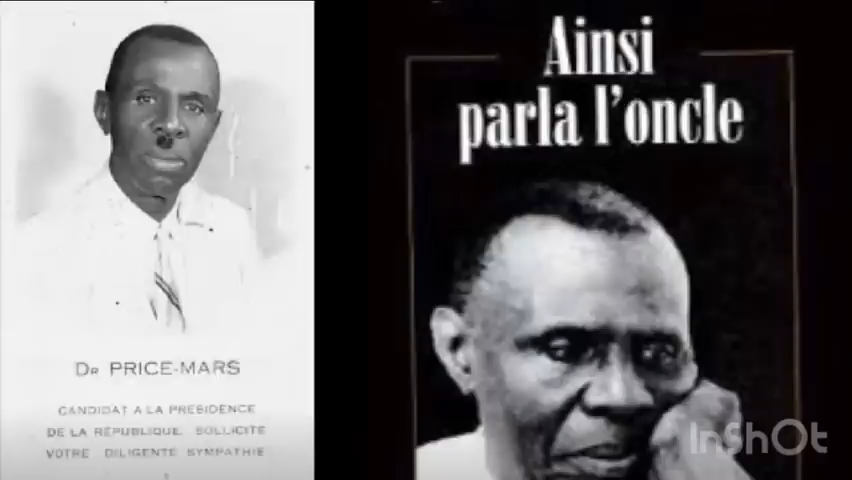 DR PRICE-MARS
CANDIDAT A LA PRESIDENCE
DE LA RÉPUBLIQUE SOLLICITE
VOTRE DILIGENTE SYMPATHIE
Ainsi
parla l'oncle
InShOt